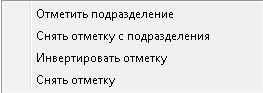 Отметить подразделение
Снять отметку с подразделения
Инвертировать отметку
Снять отметку